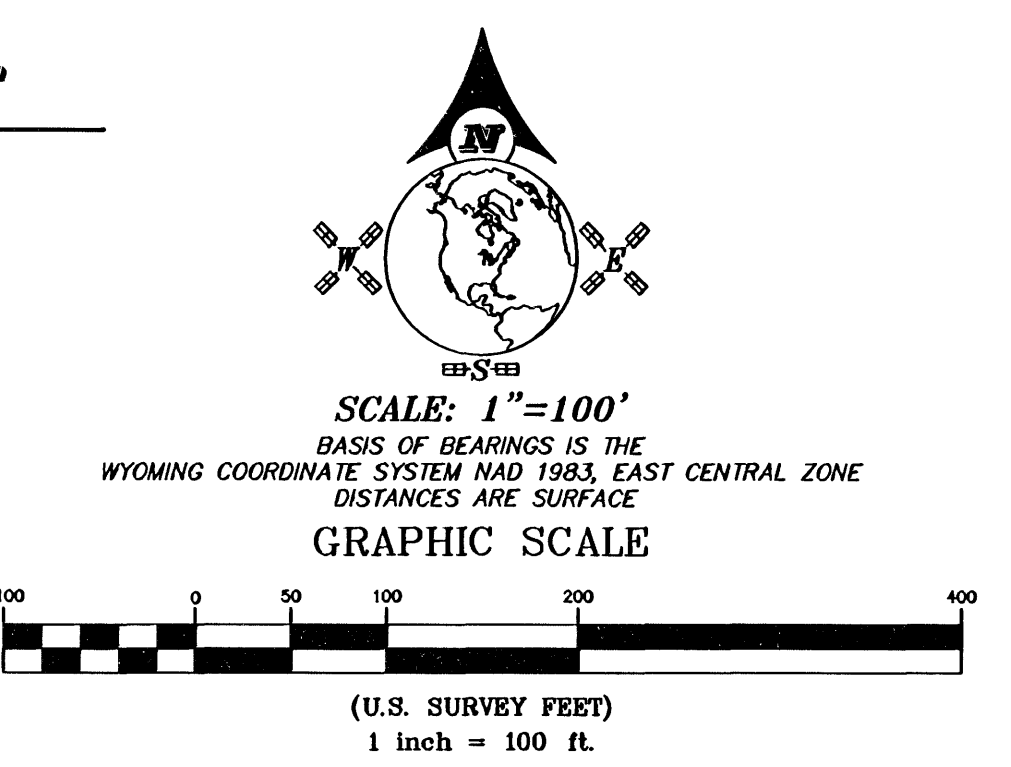 N
W E
S
SCALE: 1"=100'
BASIS OF BEARINGS IS THE
WYOMING COORDINATE SYSTEM NAD 1983, EAST CENTRAL ZONE
DISTANCES ARE SURFACE
GRAPHIC SCALE
100 0 50 100 200 400
(U.S. SURVEY FEET)
1 inch = 100 ft.